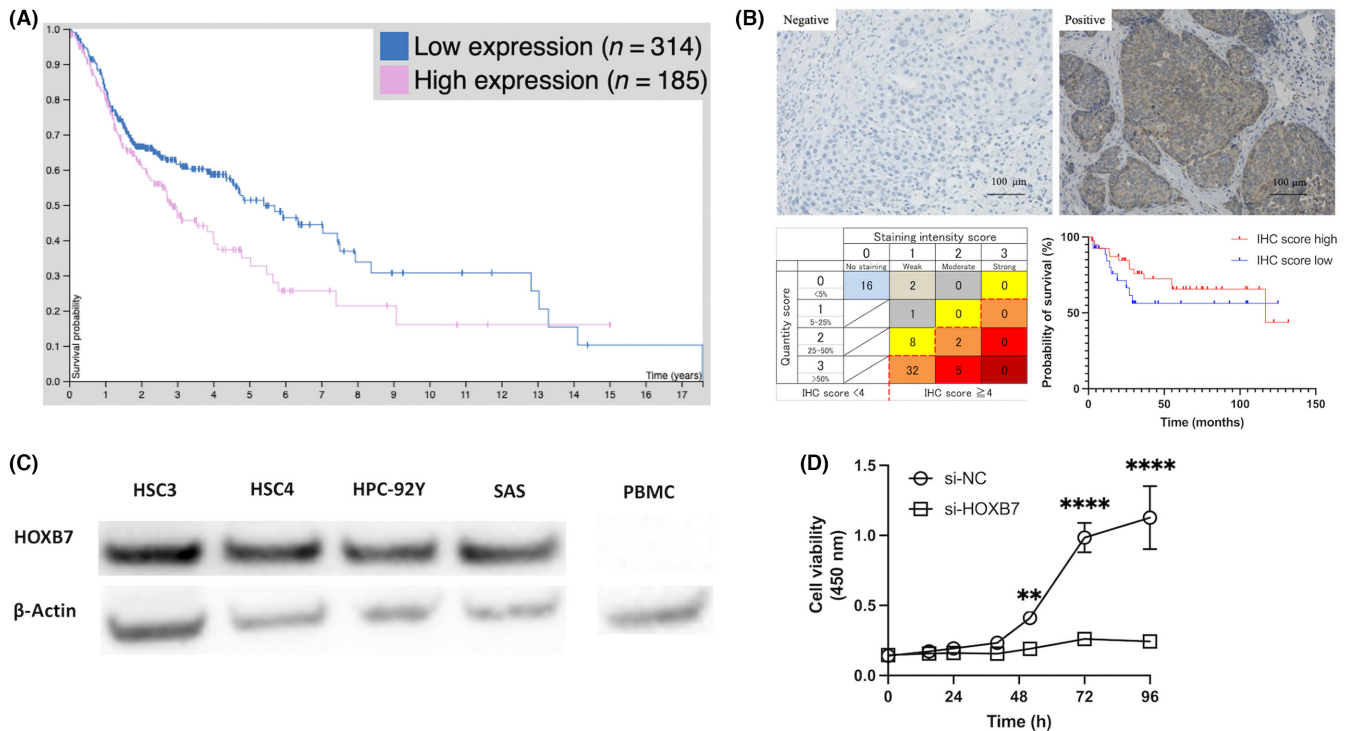 (A)
Low expression (n = 314)
High expression (n = 185)
1.0
0.9
0.8
0.7
0.6
0.5
0.4
0.3
0.2
0.1
0.0
Survival probability
Time (years)
0 1 2 3 4 5 6 7 8 9 10 11 12 13 14 15 16 17
(B)
Negative
100 µm
Positive
100 µm
Staining intensity score
0 1 2 3
No staining Weak Moderate Strong
Quantity score
0 16 2 0 0
<5%
1 1 0 0
5-25%
2 8 2 0
25-50%
3 32 5 0
>50%
IHC score <4 IHC score ≧4
Probability of survival (%)
100
50
0
IHC score high
IHC score low
0 50 100 150
Time (months)
(C)
HSC3 HSC4 HPC-92Y SAS PBMC
HOXB7
β-Actin
(D)
Cell viability
(450 nm)
1.5
1.0
0.5
0.0
si-NC
si-HOXB7
**
****
****
0 24 48 72 96
Time (h)